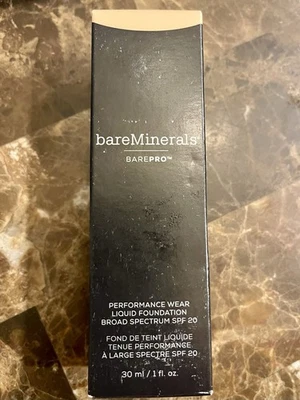 bareMinerals®
BAREPRO™
PERFORMANCE WEAR
LIQUID FOUNDATION
BROAD SPECTRUM SPF 20
FOND DE TEINT LIQUIDE
TENUE PERFORMANCE
À LARGE SPECTRE SPF 20
30 ml / 1 fl. oz.